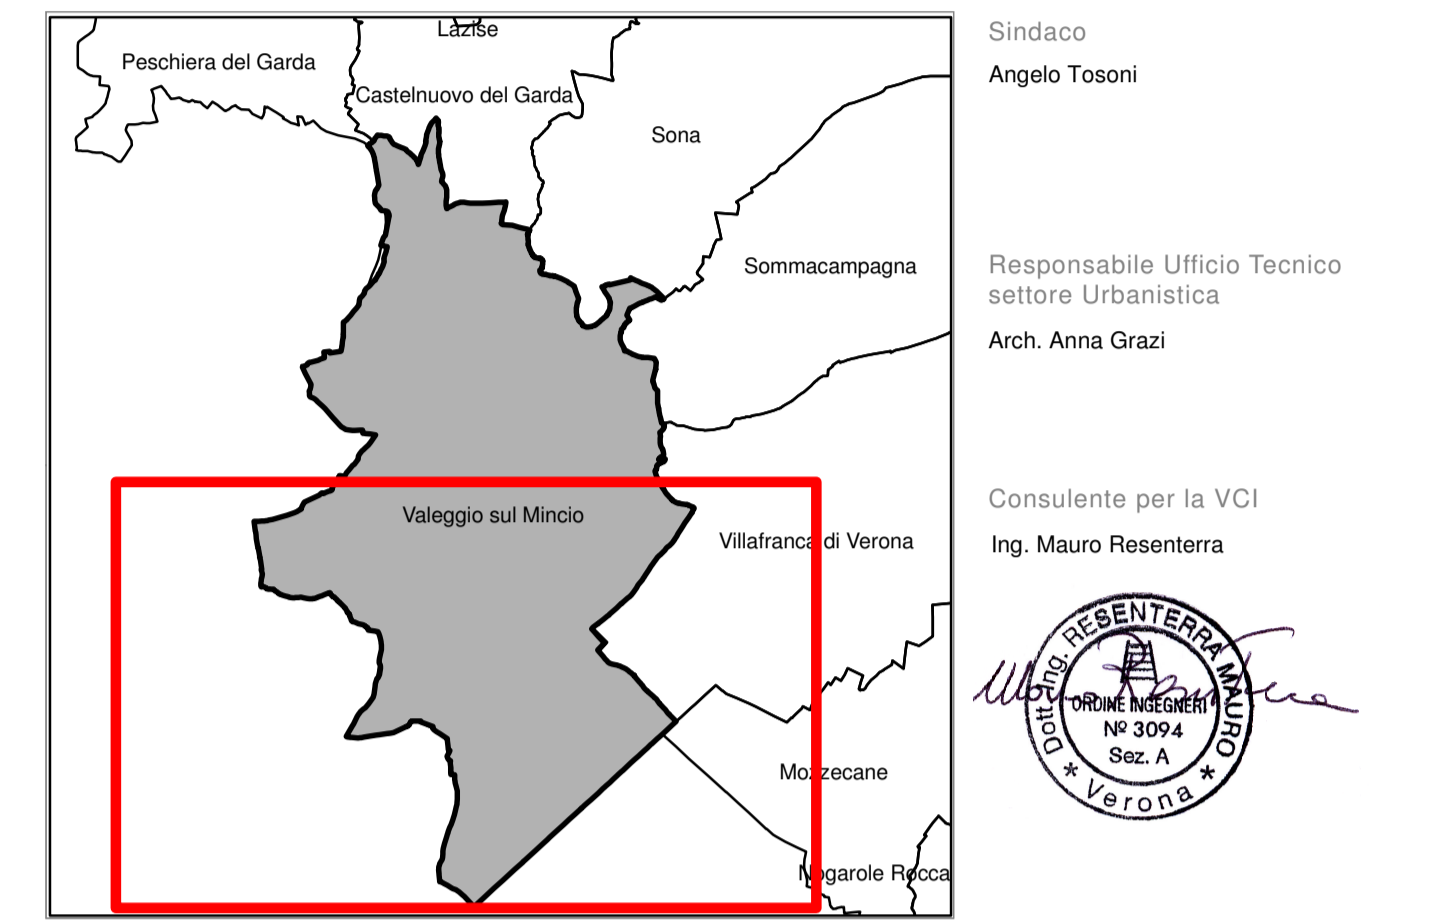 Lazise
Peschiera del Garda
Castelnuovo del Garda
Sona
Sommacampagna
Valeggio sul Mincio
Villafranca di Verona
Mozzecane
Nogarole Rocca
Sindaco
Angelo Tosoni
Responsabile Ufficio Tecnico
settore Urbanistica
Arch. Anna Grazi
Consulente per la VCI
Ing. Mauro Resenterra
Dott. Ing. RESENTERRA MAURO
ORDINE INGEGNERI
Nº 3094
Sez. A
* Verona *